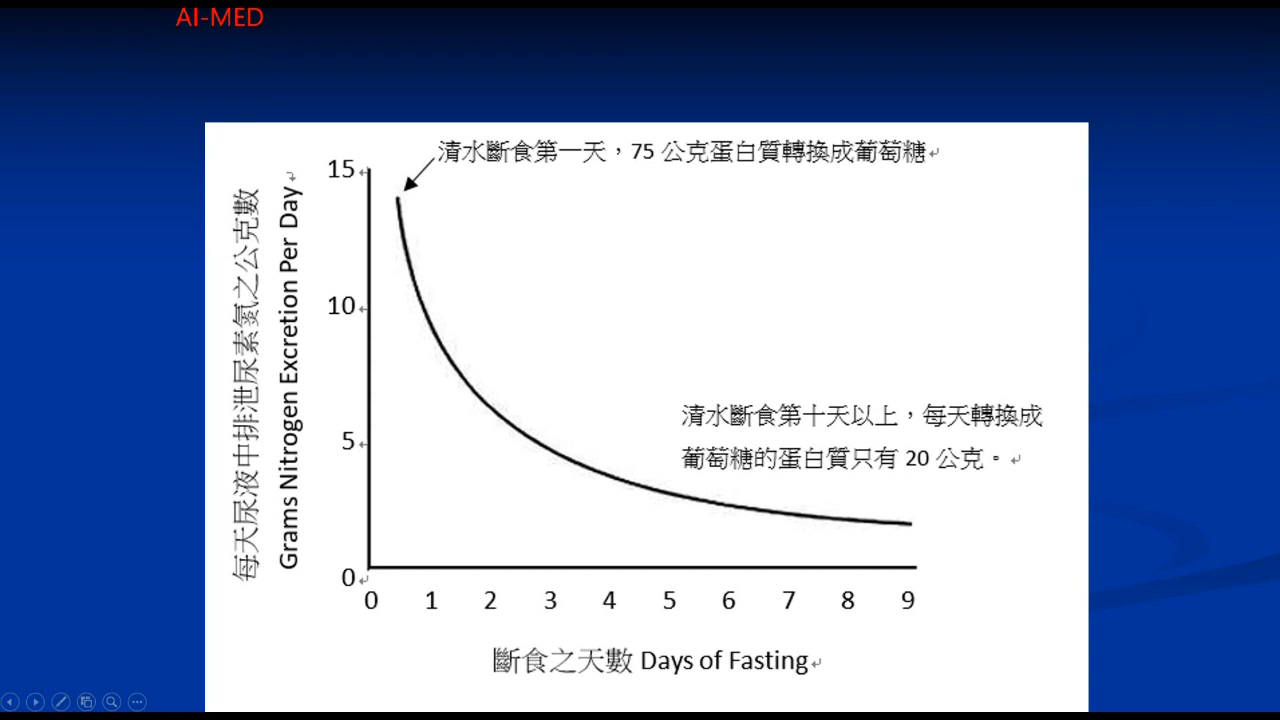 AI-MED
清水斷食第一天，75 公克蛋白質轉換成葡萄糖
每天尿液中排泄尿素氮之公克數
Grams Nitrogen Excretion Per Day
15
10
5
0
清水斷食第十天以上，每天轉換成
葡萄糖的蛋白質只有 20 公克。
0 1 2 3 4 5 6 7 8 9
斷食之天數 Days of Fasting